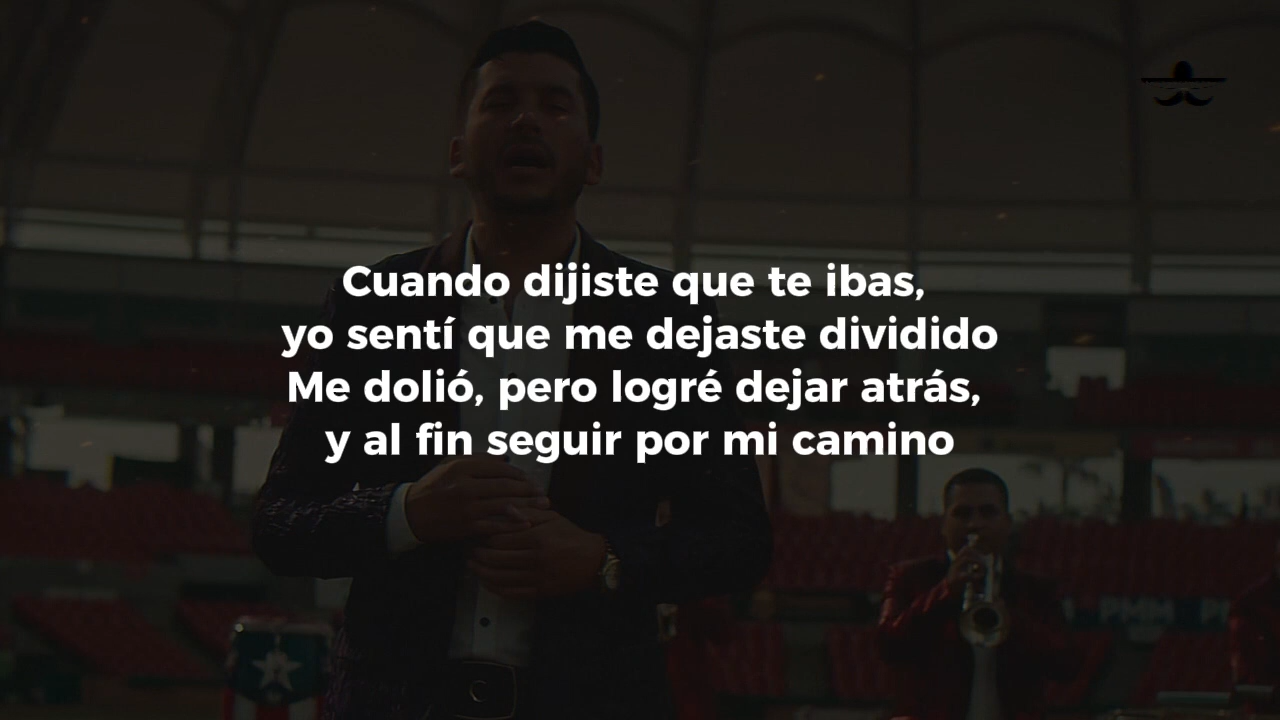 Cuando dijiste que te ibas,
yo sentí que me dejaste dividido
Me dolió, pero logré dejar atrás,
y al fin seguir por mi camino
PMM